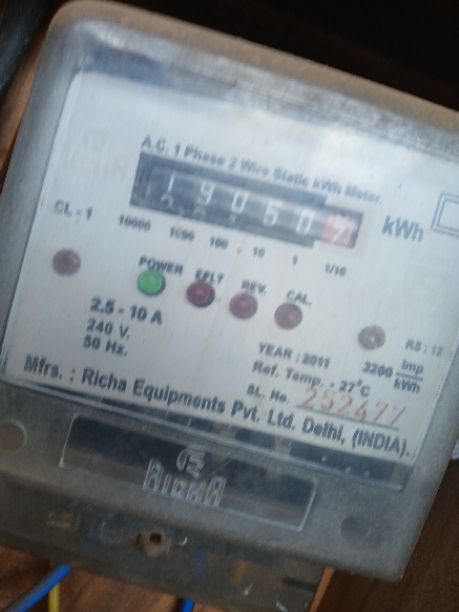 A.C. 1 Phase 2 Wire Static kWh Meter.
kWh
CL : 1
10000 1000 100 10 1 1/10
POWER EFLT REV. CAL.
2.5 - 10 A
240 V.
50 Hz.
RS : 12
3200 imp/kWh
YEAR : 2011
Ref. Temp. - 27°C
SL. No. 252477
Mfrs. : Richa Equipments Pvt. Ltd. Delhi, (INDIA).
RICHA